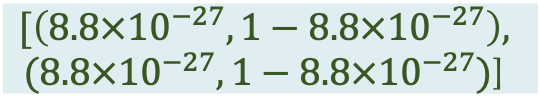 [(8.8×10⁻²⁷, 1 − 8.8×10⁻²⁷),
(8.8×10⁻²⁷, 1 − 8.8×10⁻²⁷)]